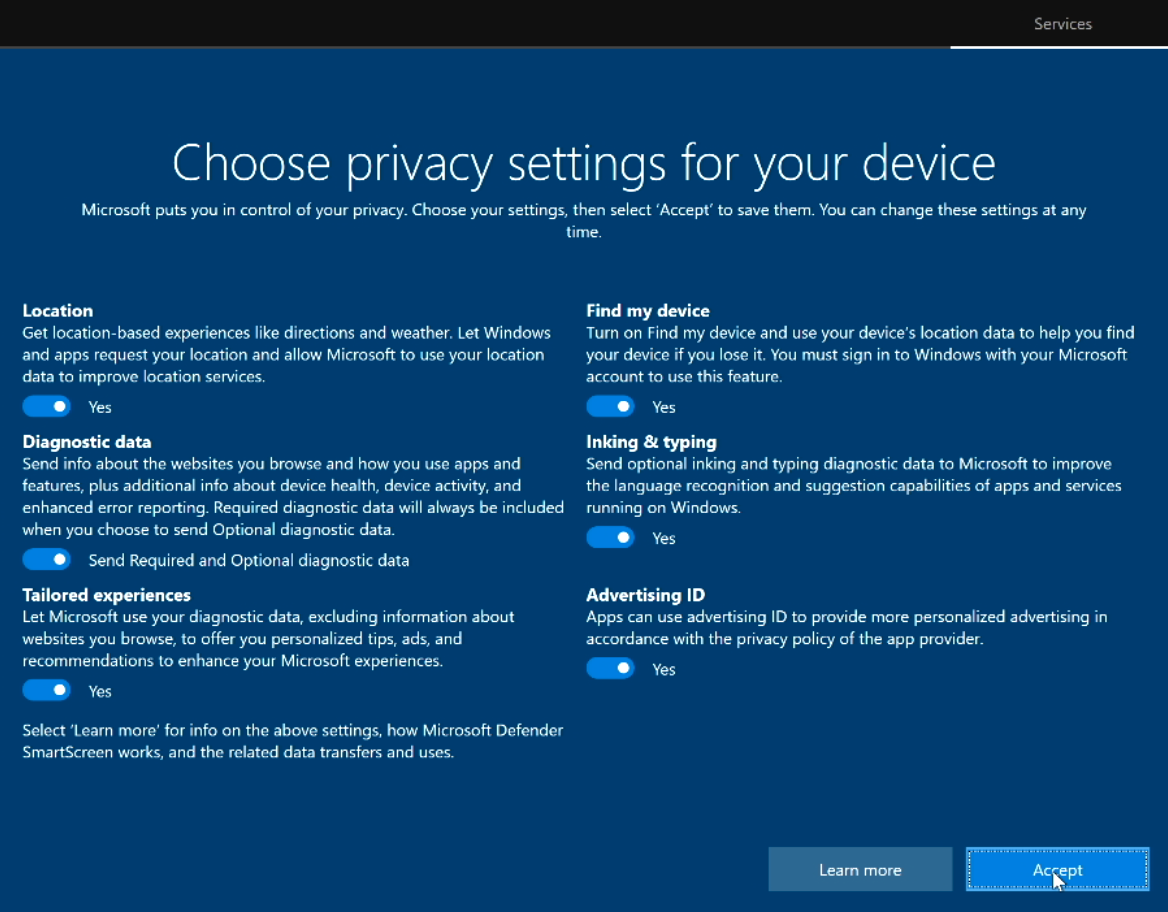 Services
Choose privacy settings for your device
Microsoft puts you in control of your privacy. Choose your settings, then select 'Accept' to save them. You can change these settings at any
time.
Location
Get location-based experiences like directions and weather. Let Windows
and apps request your location and allow Microsoft to use your location
data to improve location services.
Yes
Diagnostic data
Send info about the websites you browse and how you use apps and
features, plus additional info about device health, device activity, and
enhanced error reporting. Required diagnostic data will always be included
when you choose to send Optional diagnostic data.
Send Required and Optional diagnostic data
Tailored experiences
Let Microsoft use your diagnostic data, excluding information about
websites you browse, to offer you personalized tips, ads, and
recommendations to enhance your Microsoft experiences.
Yes
Select 'Learn more' for info on the above settings, how Microsoft Defender
SmartScreen works, and the related data transfers and uses.
Find my device
Turn on Find my device and use your device's location data to help you find
your device if you lose it. You must sign in to Windows with your Microsoft
account to use this feature.
Yes
Inking & typing
Send optional inking and typing diagnostic data to Microsoft to improve
the language recognition and suggestion capabilities of apps and services
running on Windows.
Yes
Advertising ID
Apps can use advertising ID to provide more personalized advertising in
accordance with the privacy policy of the app provider.
Yes
Learn more
Accept